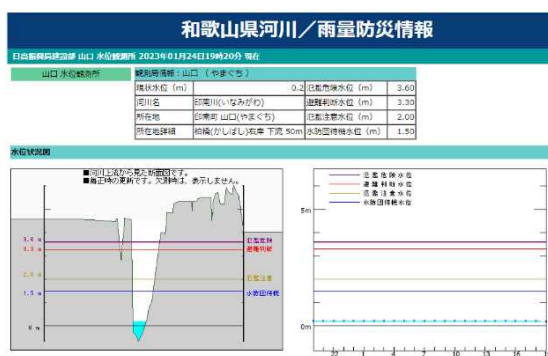 和歌山県河川／雨量防災情報
日高振興局建設部 山口 水位観測所 2023年01月24日19時20分 現在
山口 水位観測所
観測局情報：山口 （やまぐち）
現状水位（m） 0.2 氾濫危険水位（m） 3.60
河川名 印南川(いなみがわ) 避難判断水位（m） 3.30
所在地 印南町 山口(やまぐち) 氾濫注意水位（m） 2.00
所在地詳細 柏橋(かしばし)右岸 下流 50m 水防団待機水位（m） 1.50
水位状況図
■河川上流から見た断面図です。
■毎正時の更新です。欠測時は、表示しません。
3.6 m 氾濫危険
3.3 m 避難判断
2.0 m 氾濫注意
1.5 m 水防団待機
0 m
氾濫危険水位
避難判断水位
氾濫注意水位
水防団待機水位
5m
0m
22 1 4 7 10 13 16